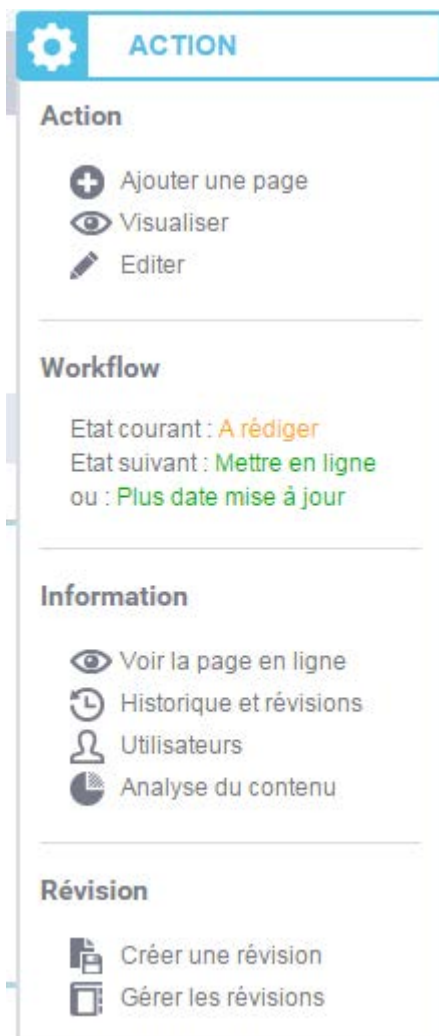 ACTION
Action
Ajouter une page
Visualiser
Editer
Workflow
Etat courant : A rédiger
Etat suivant : Mettre en ligne
ou : Plus date mise à jour
Information
Voir la page en ligne
Historique et révisions
Utilisateurs
Analyse du contenu
Révision
Créer une révision
Gérer les révisions